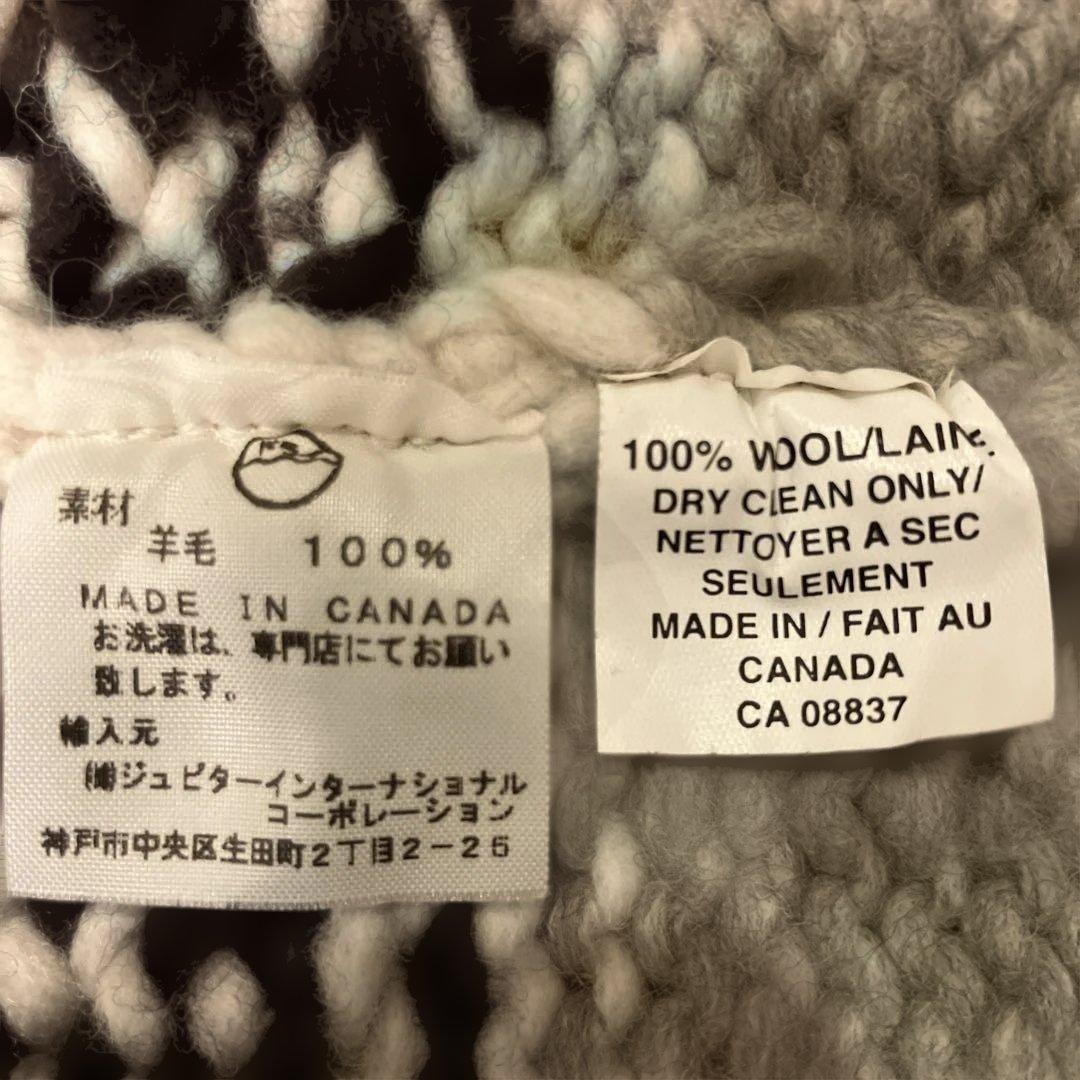 素材
羊毛 100%
MADE IN CANADA
お洗濯は、専門店にてお願い
致します。
輸入元
㈱ジュピターインターナショナル
コーポレーション
神戸市中央区生田町2丁目2-25
100% WOOL/LAINE
DRY CLEAN ONLY/
NETTOYER A SEC
SEULEMENT
MADE IN / FAIT AU
CANADA
CA 08837